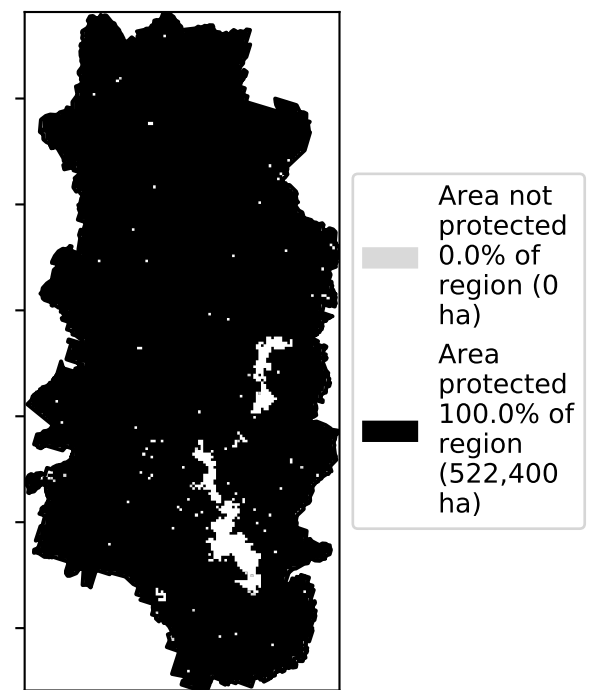 Area not
protected
0.0% of
region (0
ha)
Area
protected
100.0% of
region
(522,400
ha)